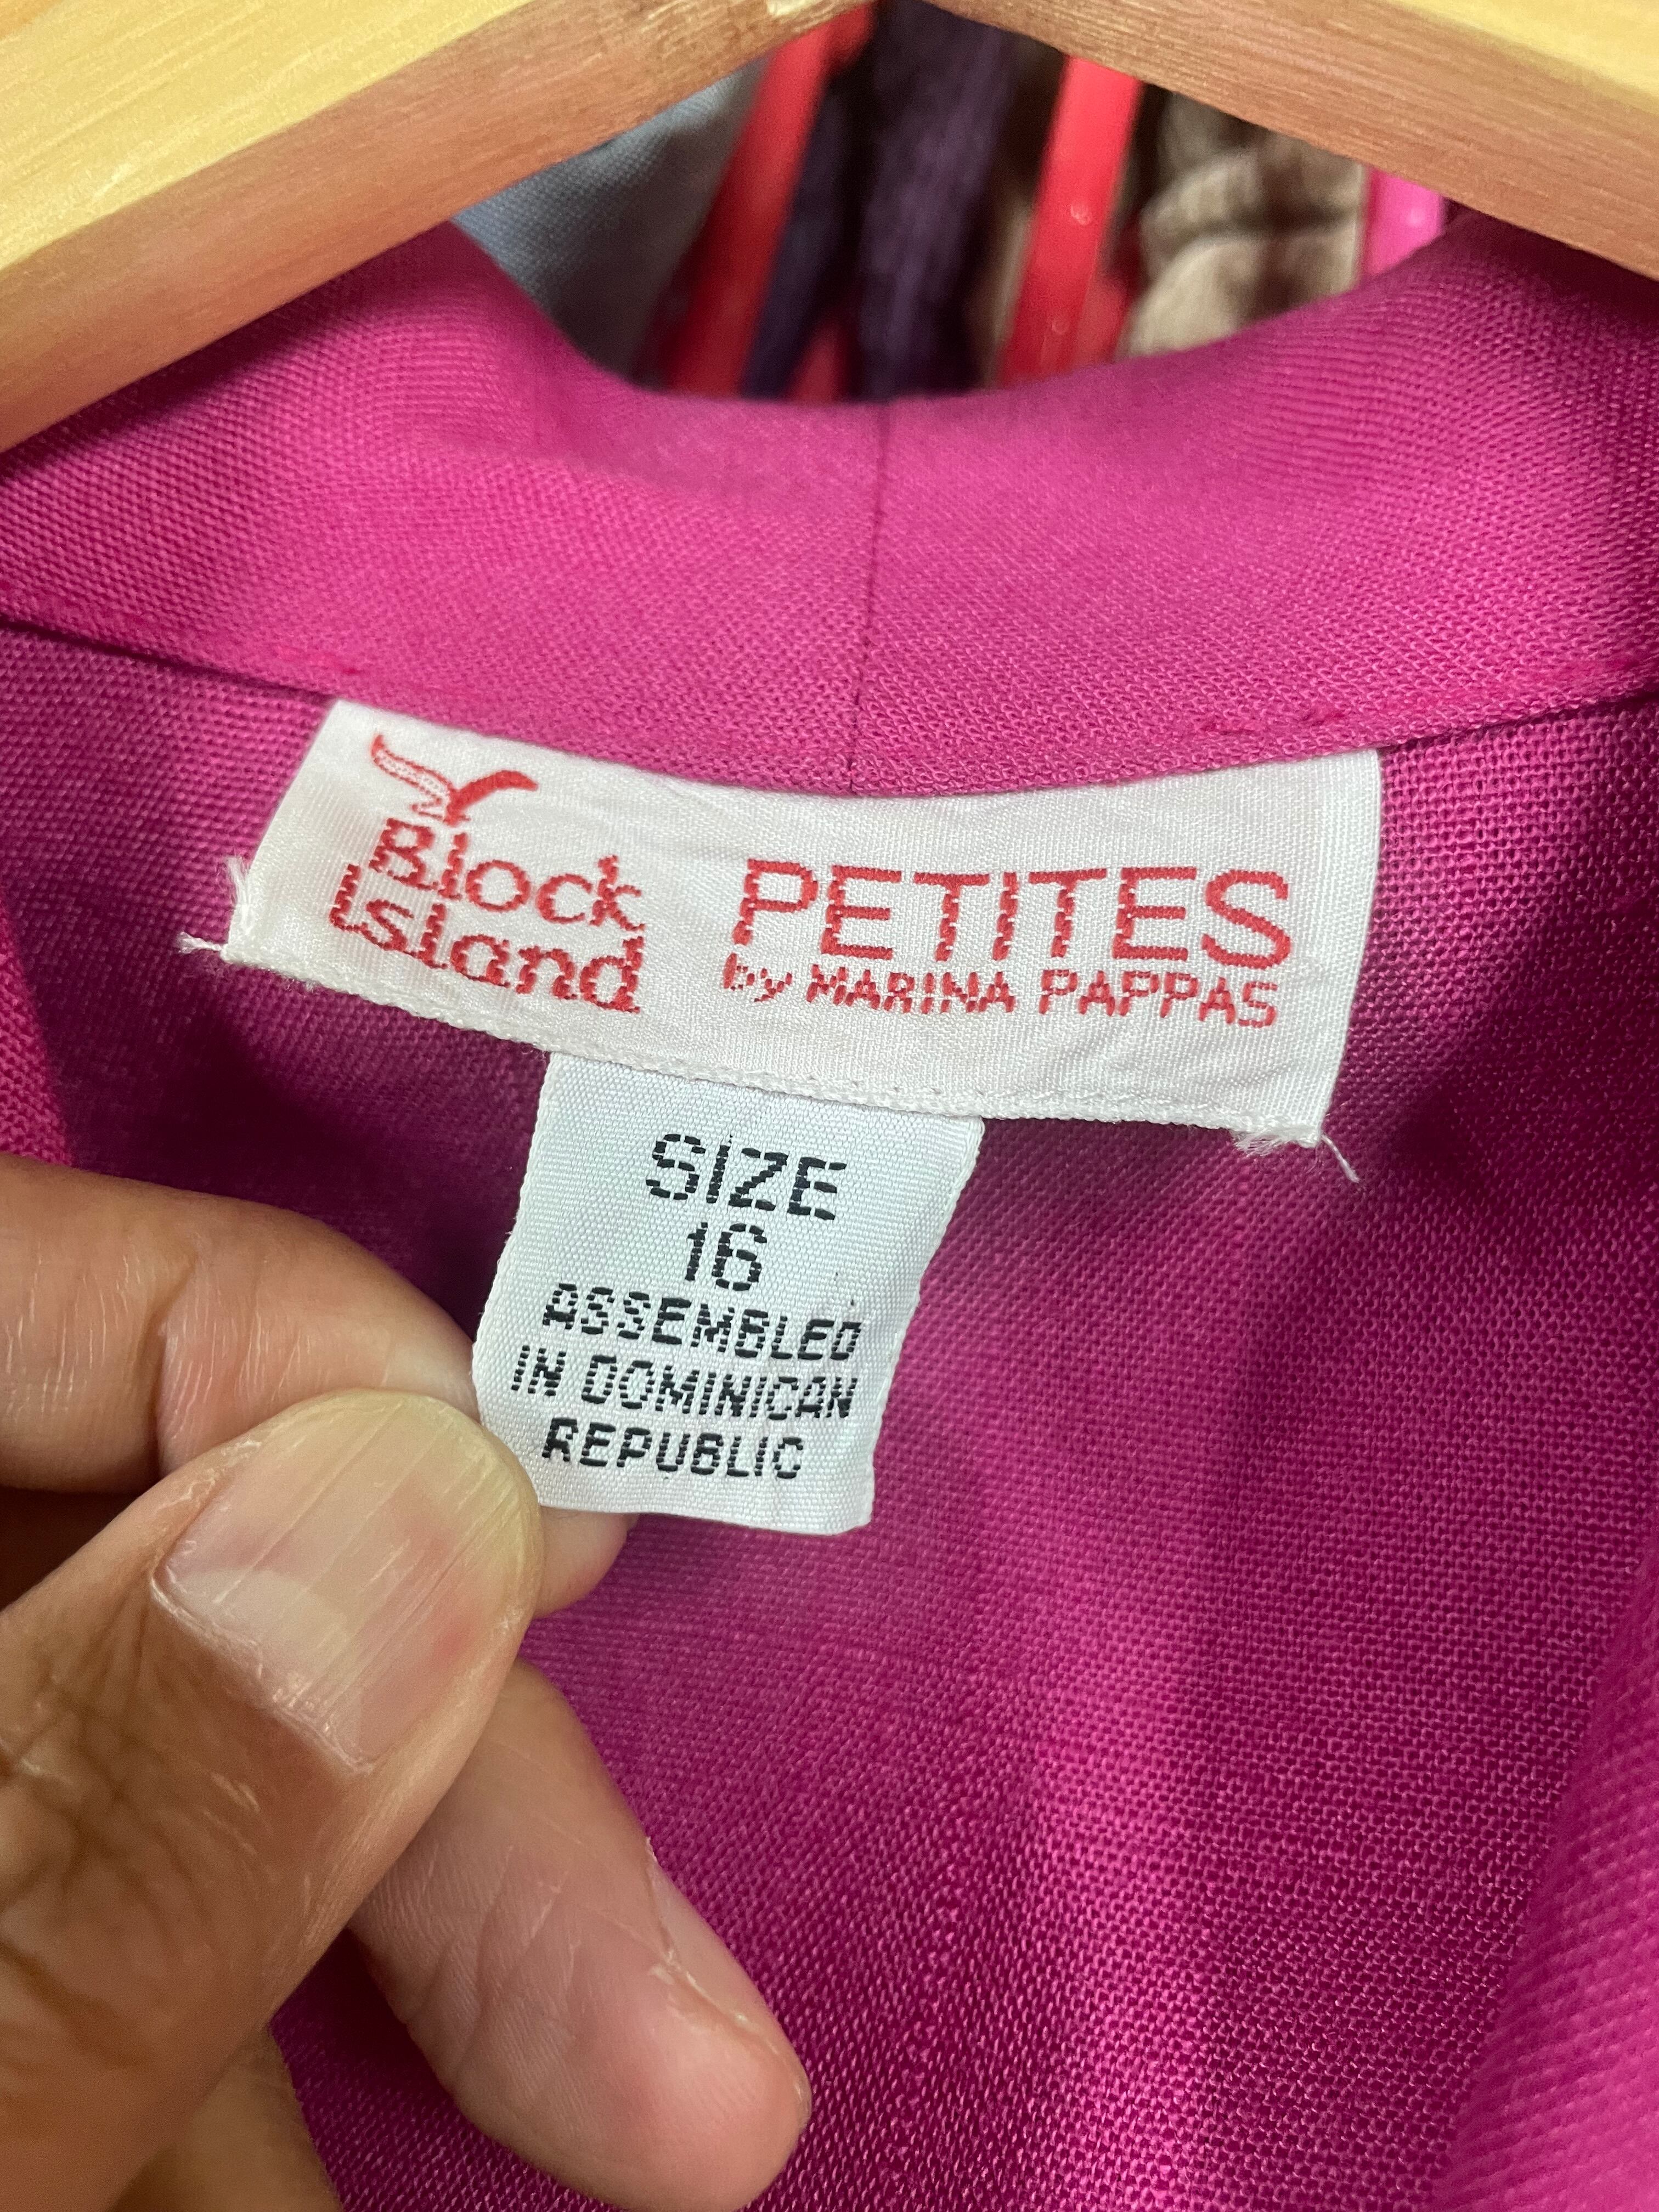 Block
Island
PETITES
by MARINA PAPPAS
SIZE
16
ASSEMBLED
IN DOMINICAN
REPUBLIC